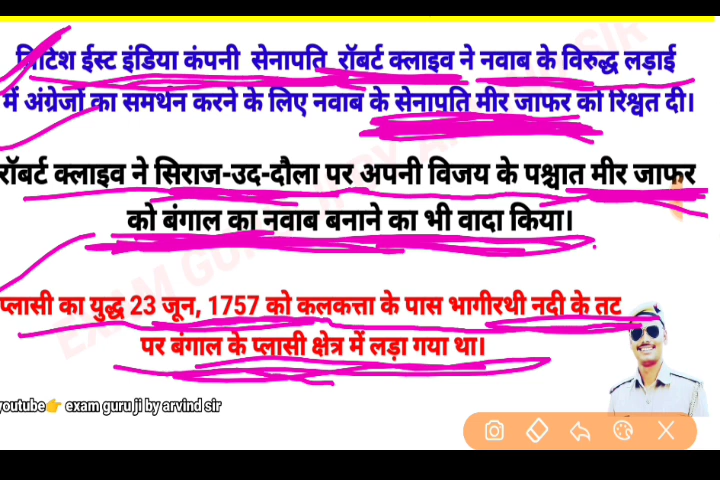 ब्रिटिश ईस्ट इंडिया कंपनी सेनापति रॉबर्ट क्लाइव ने नवाब के विरुद्ध लड़ाई
में अंग्रेजों का समर्थन करने के लिए नवाब के सेनापति मीर जाफर को रिश्वत दी।
रॉबर्ट क्लाइव ने सिराज-उद-दौला पर अपनी विजय के पश्चात मीर जाफर
को बंगाल का नवाब बनाने का भी वादा किया।
प्लासी का युद्ध 23 जून, 1757 को कलकत्ता के पास भागीरथी नदी के तट
पर बंगाल के प्लासी क्षेत्र में लड़ा गया था।
youtube👉 exam guru ji by arvind sir